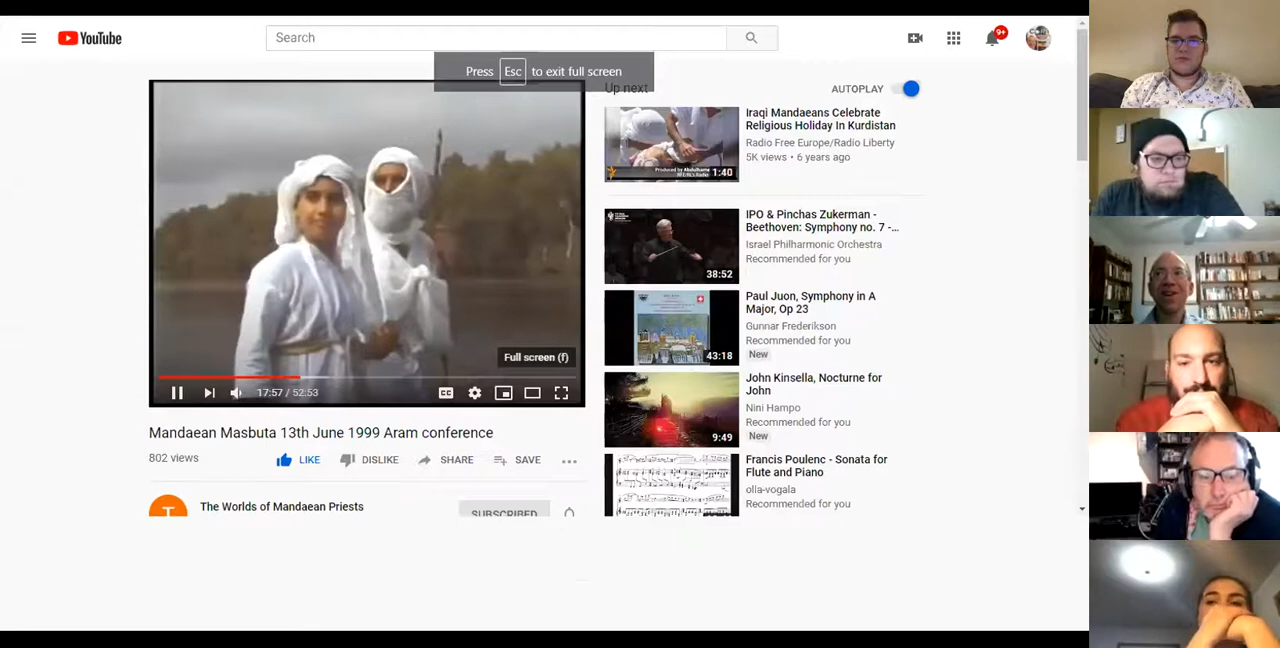 YouTube
Search
9+
Press Esc to exit full screen
Up next
AUTOPLAY
Full screen (f)
17:57 / 52:53
CC
Mandaean Masbuta 13th June 1999 Aram conference
802 views
LIKE
DISLIKE
SHARE
SAVE
The Worlds of Mandaean Priests
T
SUBSCRIBED
1:40
Iraqi Mandaeans Celebrate
Religious Holiday In Kurdistan
Radio Free Europe/Radio Liberty
5K views • 6 years ago
38:52
IPO & Pinchas Zukerman -
Beethoven: Symphony no. 7 -...
Israel Philharmonic Orchestra
Recommended for you
43:18
Paul Juon, Symphony in A
Major, Op 23
Gunnar Frederikson
Recommended for you
New
9:49
John Kinsella, Nocturne for
John
Nini Hampo
Recommended for you
New
Francis Poulenc - Sonata for
Flute and Piano
olla-vogala
Recommended for you